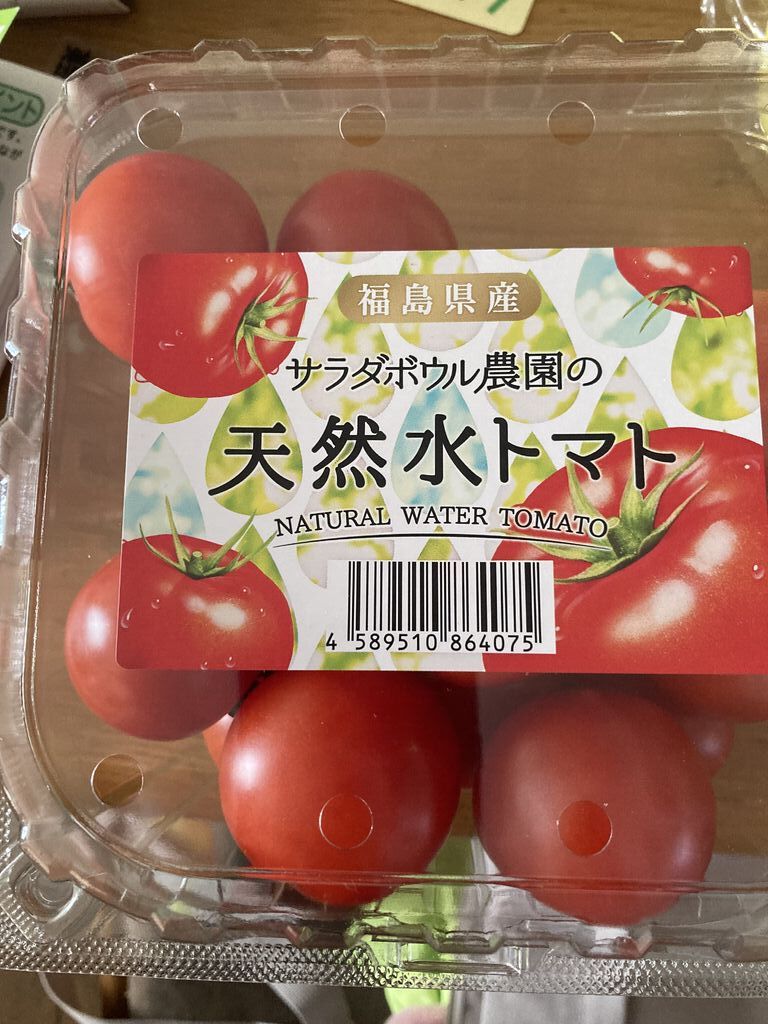 福島県産
サラダボウル農園の
天然水トマト
NATURAL WATER TOMATO
4 589510 864075